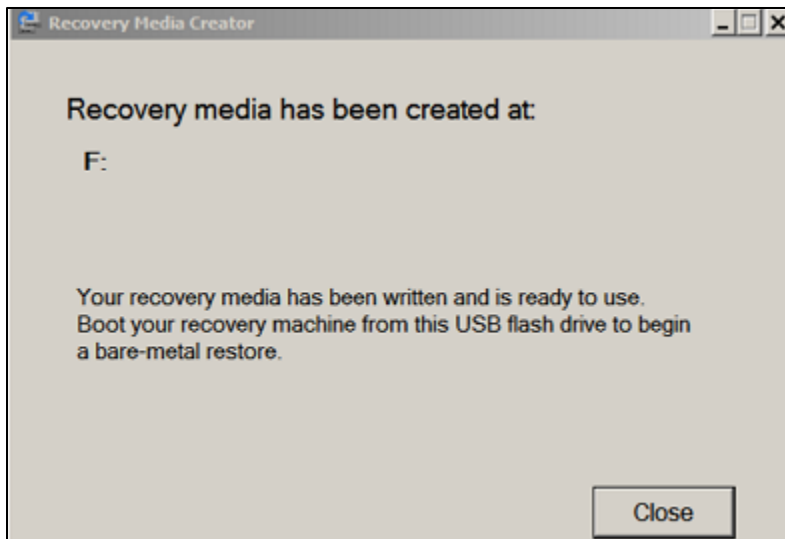 Recovery Media Creator
Recovery media has been created at:
F:
Your recovery media has been written and is ready to use.
Boot your recovery machine from this USB flash drive to begin
a bare-metal restore.
Close